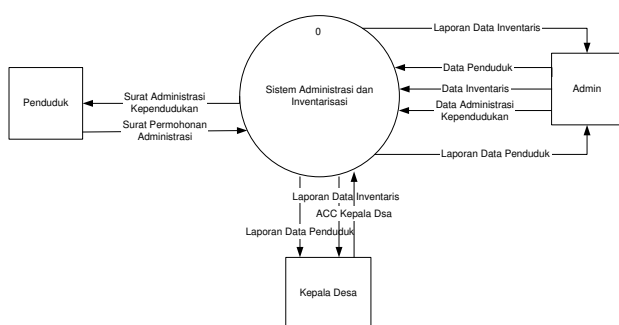 0
Laporan Data Inventaris
Data Penduduk
Sistem Administrasi dan
Inventarisasi
Data Inventaris
Admin
Penduduk
Surat Administrasi
Kependudukan
Data Administrasi
Kependudukan
Surat Permohonan
Administrasi
Laporan Data Penduduk
Laporan Data Inventaris
ACC Kepala Dsa
Laporan Data Penduduk
Kepala Desa